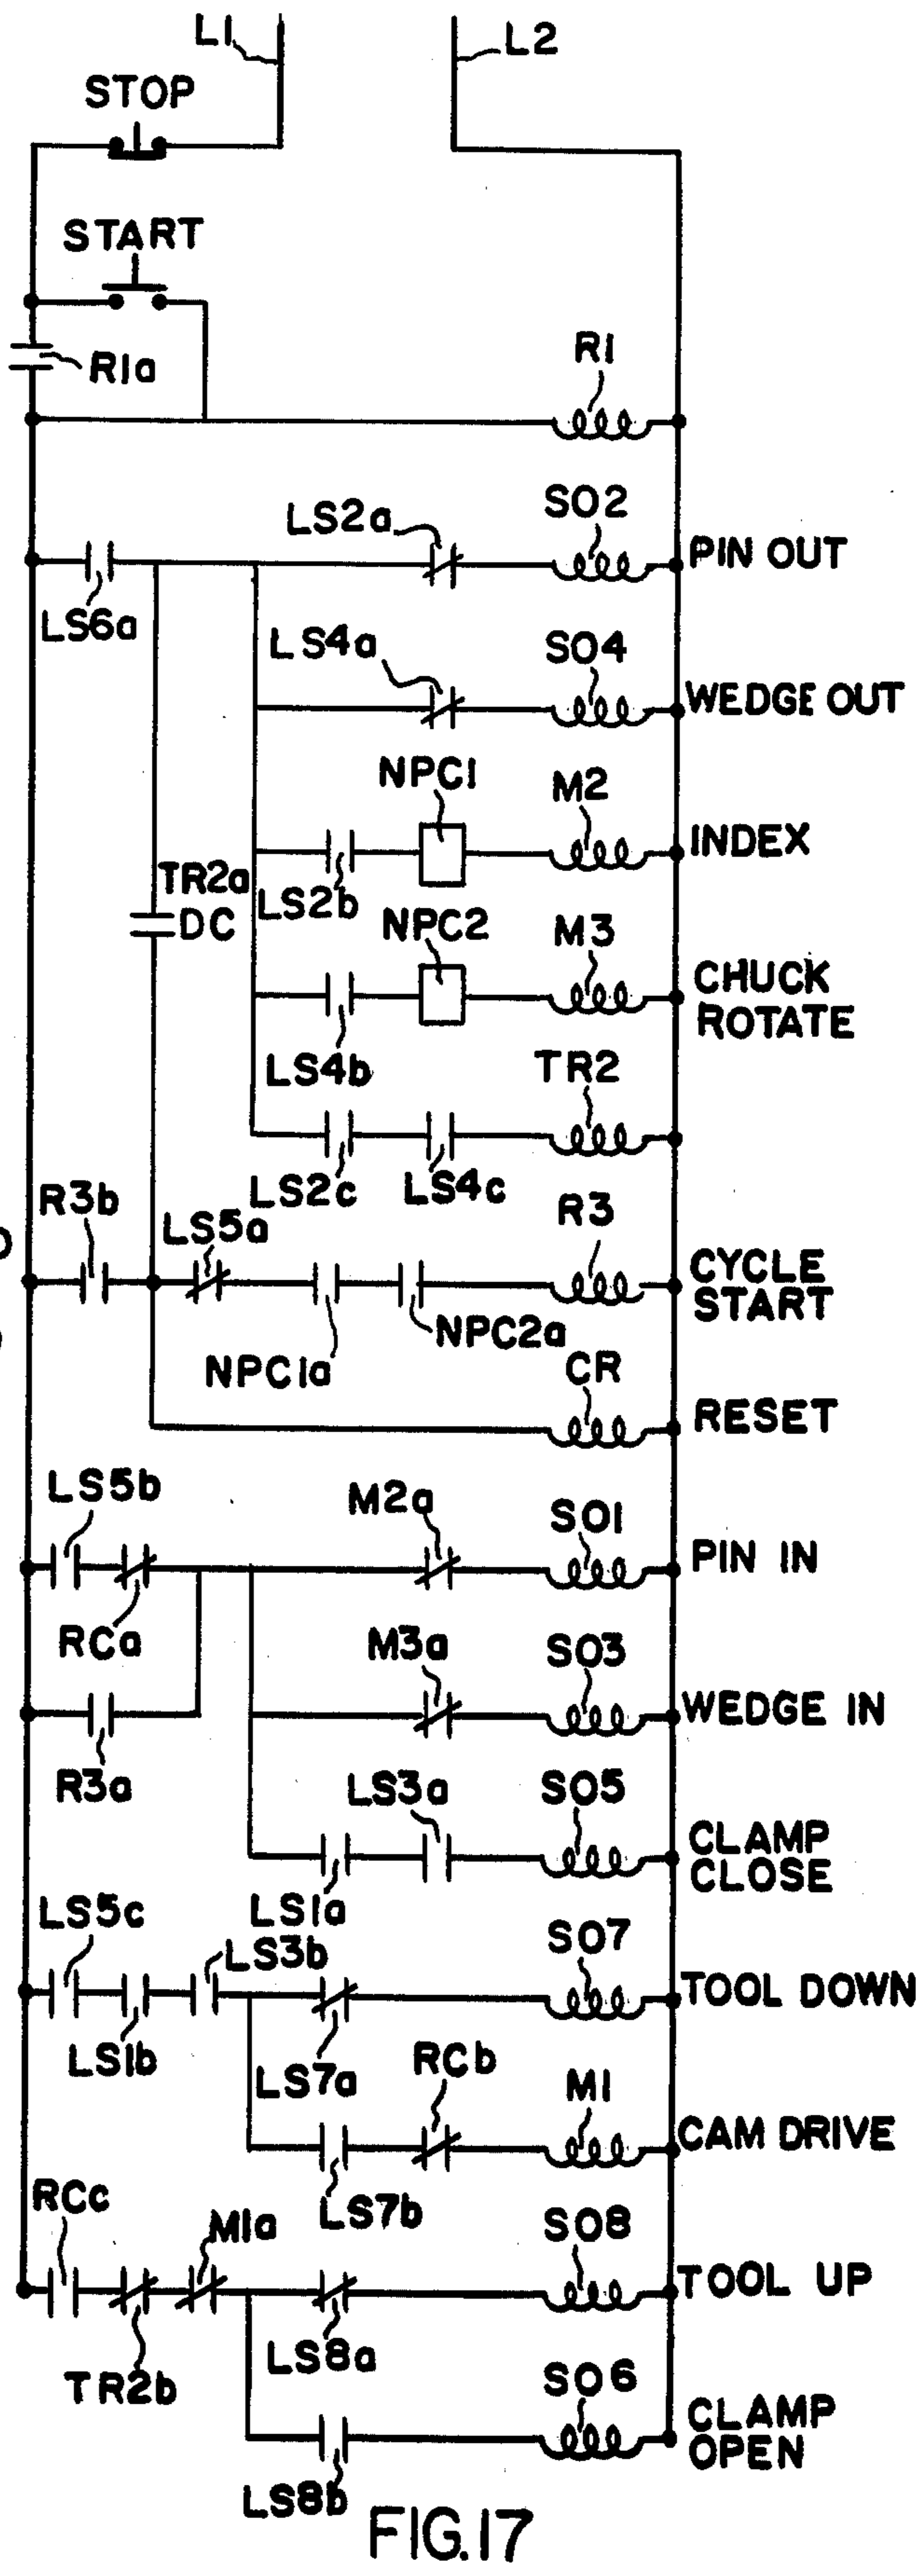 L1
L2
STOP
START
R1a
R1
LS2a
SO2
PIN OUT
LS6a
LS4a
SO4
WEDGE OUT
NPC1
M2
INDEX
TR2a
DC
LS2b
NPC2
M3
CHUCK
ROTATE
LS4b
TR2
LS2c
LS4c
R3b
LS5a
R3
CYCLE
START
NPC1a
NPC2a
CR
RESET
LS5b
M2a
SO1
PIN IN
RCa
M3a
SO3
WEDGE IN
R3a
LS3a
SO5
CLAMP
CLOSE
LS1a
LS5c
LS3b
SO7
TOOL DOWN
LS1b
LS7a
RCb
M1
CAM DRIVE
LS7b
RCc
M1a
SO8
TOOL UP
TR2b
LS8a
SO6
CLAMP
OPEN
LS8b
FIG.17